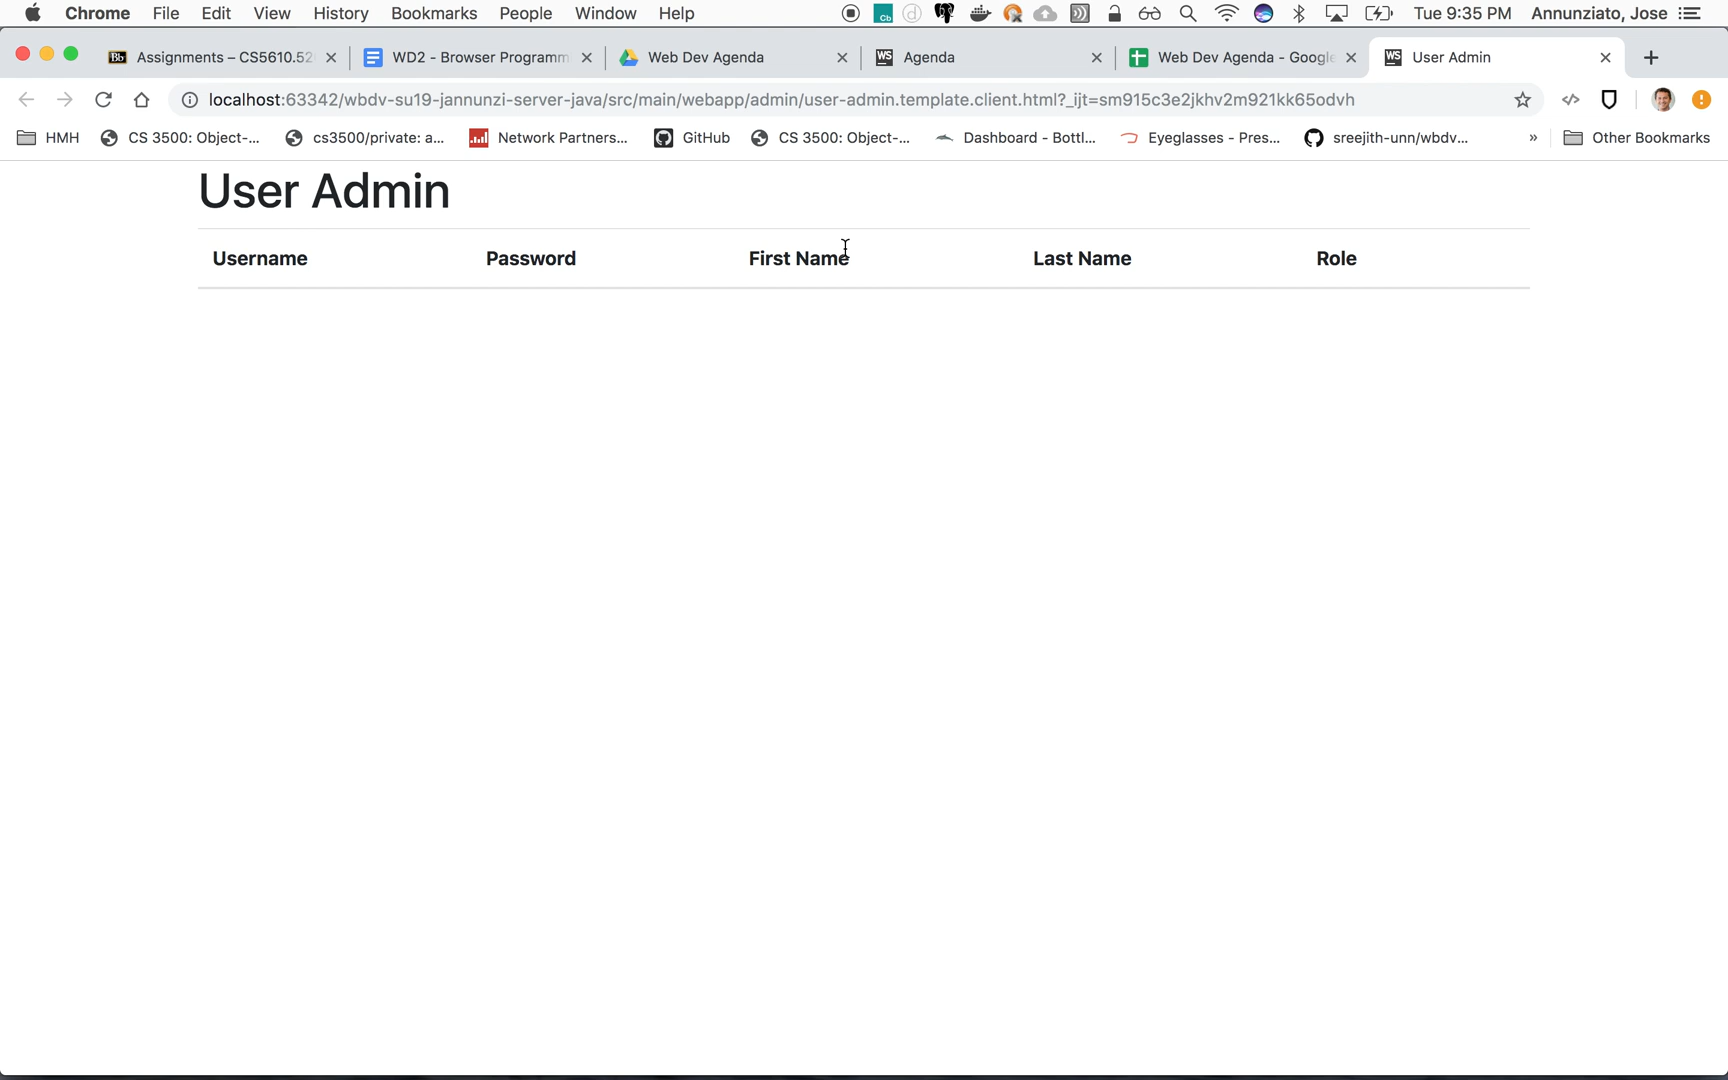 Chrome File Edit View History Bookmarks People Window Help Cb d Tue 9:35 PM Annunziato, Jose
Bb Assignments – CS5610.52 WD2 - Browser Programm Web Dev Agenda WS Agenda Web Dev Agenda - Google WS User Admin
localhost:63342/wbdv-su19-jannunzi-server-java/src/main/webapp/admin/user-admin.template.client.html?_ijt=sm915c3e2jkhv2m921kk65odvh
HMH CS 3500: Object-... cs3500/private: a... Network Partners... GitHub CS 3500: Object-... Dashboard - Bottl... Eyeglasses - Pres... sreejith-unn/wbdv... » Other Bookmarks
User Admin
Username Password First Name Last Name Role